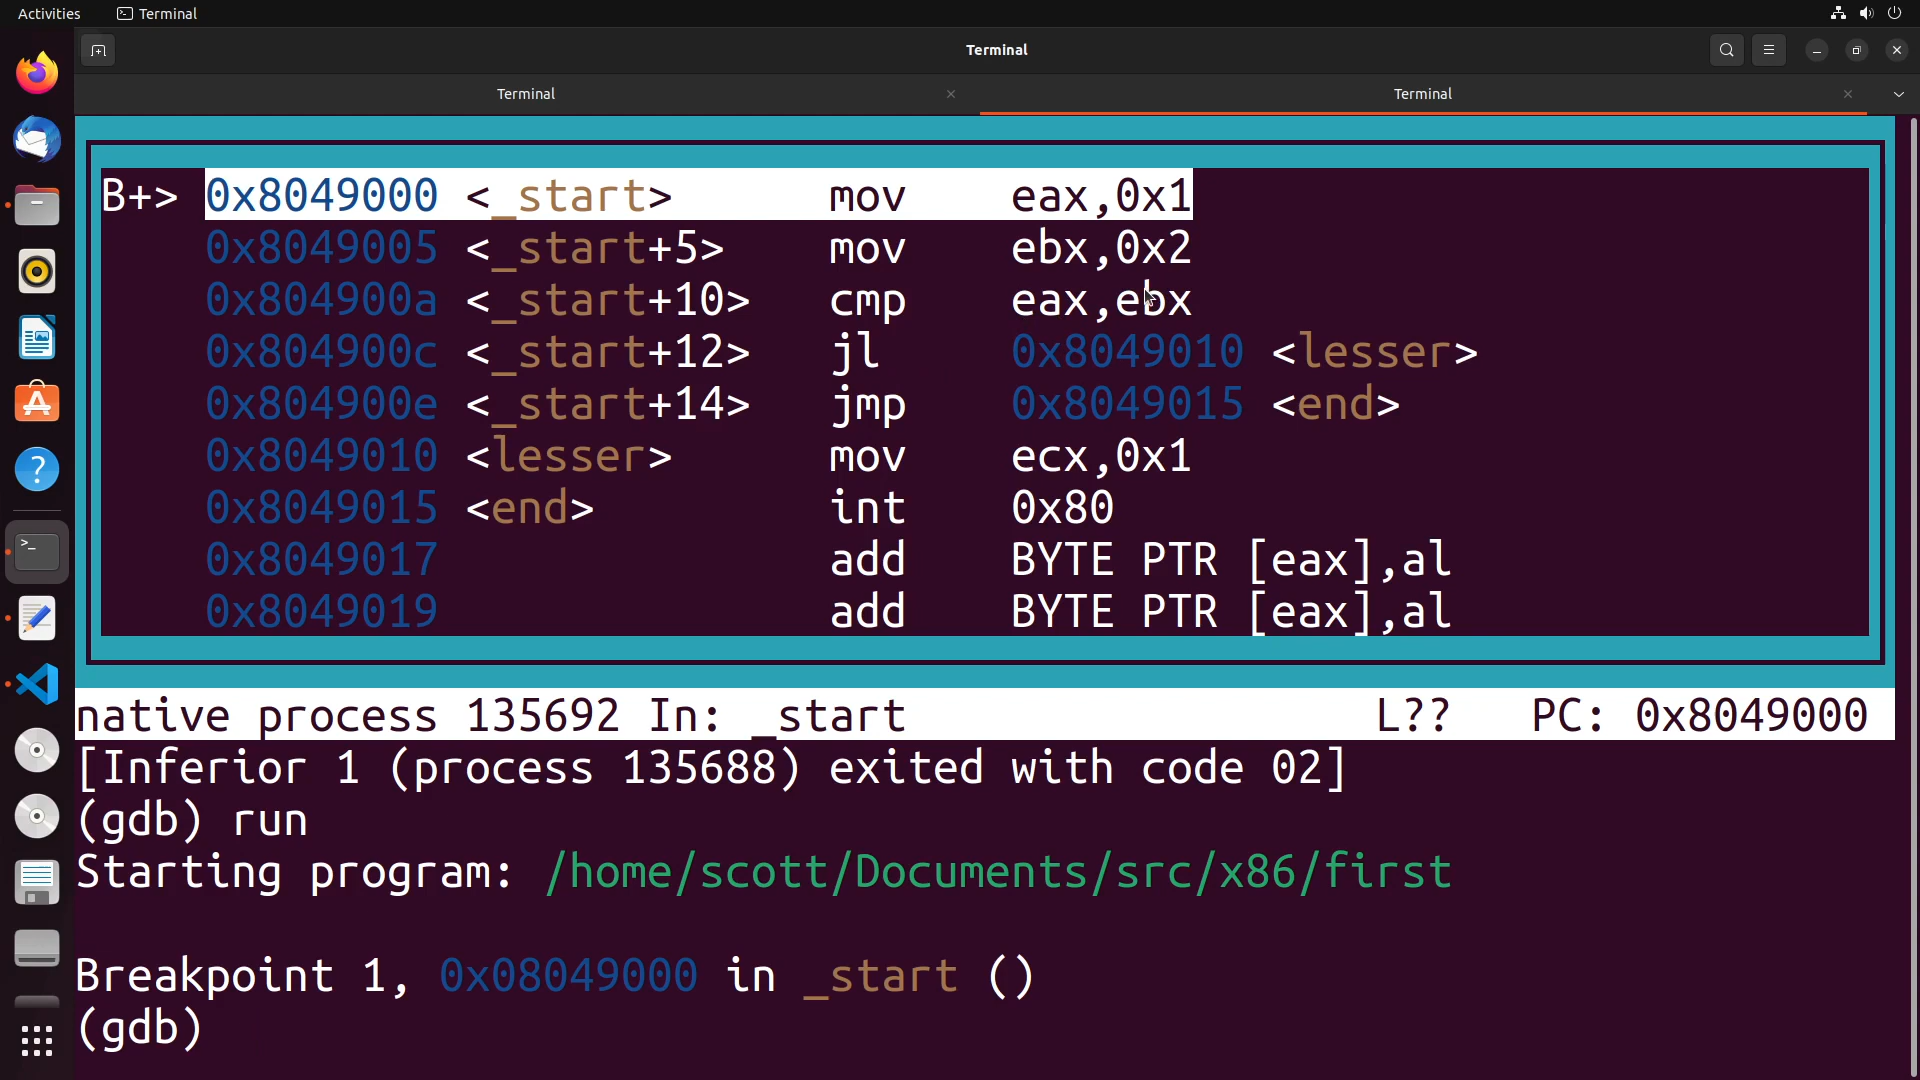 Activities Terminal
Terminal
Terminal Terminal
B+> 0x8049000 <_start> mov eax,0x1
0x8049005 <_start+5> mov ebx,0x2
0x804900a <_start+10> cmp eax,ebx
0x804900c <_start+12> jl 0x8049010 <lesser>
0x804900e <_start+14> jmp 0x8049015 <end>
0x8049010 <lesser> mov ecx,0x1
0x8049015 <end> int 0x80
0x8049017 add BYTE PTR [eax],al
0x8049019 add BYTE PTR [eax],al
native process 135692 In: _start L?? PC: 0x8049000
[Inferior 1 (process 135688) exited with code 02]
(gdb) run
Starting program: /home/scott/Documents/src/x86/first
Breakpoint 1, 0x08049000 in _start ()
(gdb)